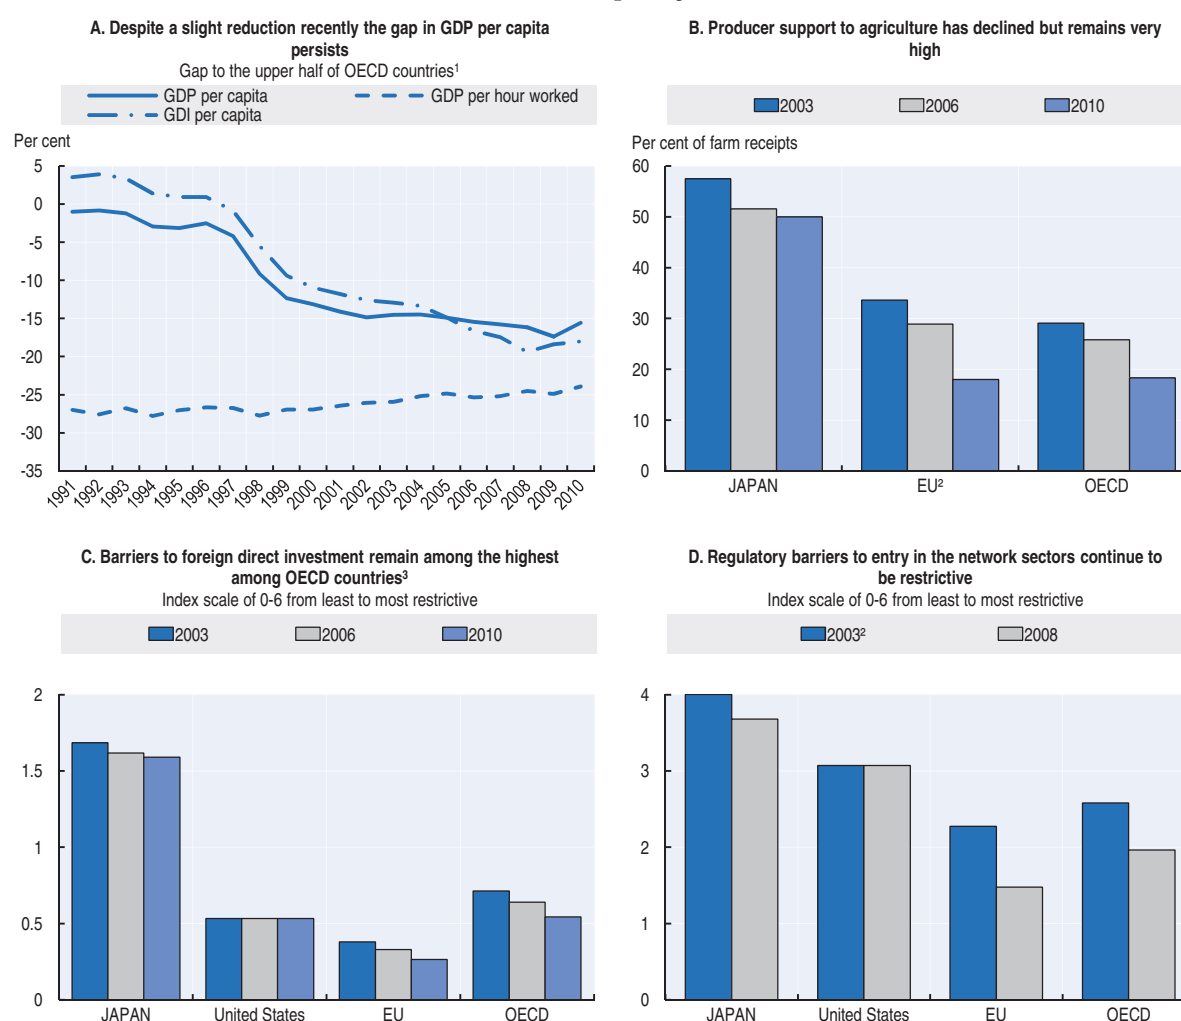 A. Despite a slight reduction recently the gap in GDP per capita
persists
Gap to the upper half of OECD countries¹
GDP per capita
GDP per hour worked
GDI per capita
Per cent
5
0
-5
-10
-15
-20
-25
-30
-35
1991 1992 1993 1994 1995 1996 1997 1998 1999 2000 2001 2002 2003 2004 2005 2006 2007 2008 2009 2010
B. Producer support to agriculture has declined but remains very
high
2003 2006 2010
Per cent of farm receipts
60
50
40
30
20
10
0
JAPAN EU² OECD
C. Barriers to foreign direct investment remain among the highest
among OECD countries³
Index scale of 0-6 from least to most restrictive
2003 2006 2010
2
1.5
1
0.5
0
JAPAN United States EU OECD
D. Regulatory barriers to entry in the network sectors continue to
be restrictive
Index scale of 0-6 from least to most restrictive
2003² 2008
4
3
2
1
0
JAPAN United States EU OECD